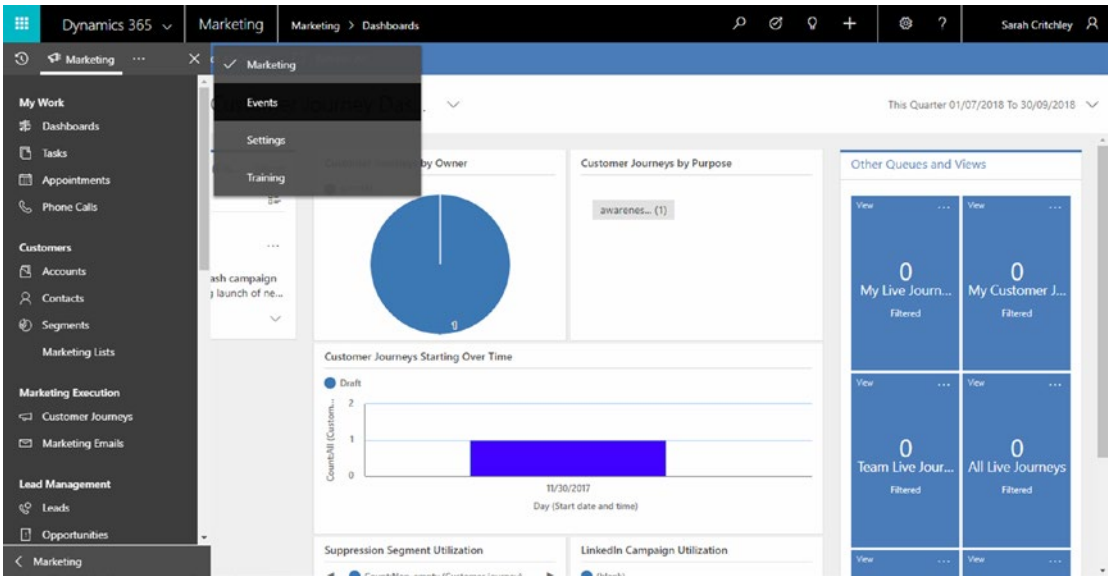 Dynamics 365
Marketing
Marketing > Dashboards
Sarah Critchley
Marketing
...
Marketing
Events
Settings
Training
This Quarter 01/07/2018 To 30/09/2018
My Work
Dashboards
Tasks
Appointments
Phone Calls
Customers
Accounts
Contacts
Segments
Marketing Lists
Marketing Execution
Customer Journeys
Marketing Emails
Lead Management
Leads
Opportunities
Marketing
ash campaign
launch of ne...
by Owner
1
Customer Journeys by Purpose
awarenes... (1)
Customer Journeys Starting Over Time
Draft
Count:All (Custom...
2
1
0
11/30/2017
Day (Start date and time)
Suppression Segment Utilization
LinkedIn Campaign Utilization
(blank)
Other Queues and Views
View ...
0
My Live Journ...
Filtered
View ...
0
My Customer J...
Filtered
View ...
0
Team Live Jour...
Filtered
View ...
0
All Live Journeys
Filtered
View ...
View ...